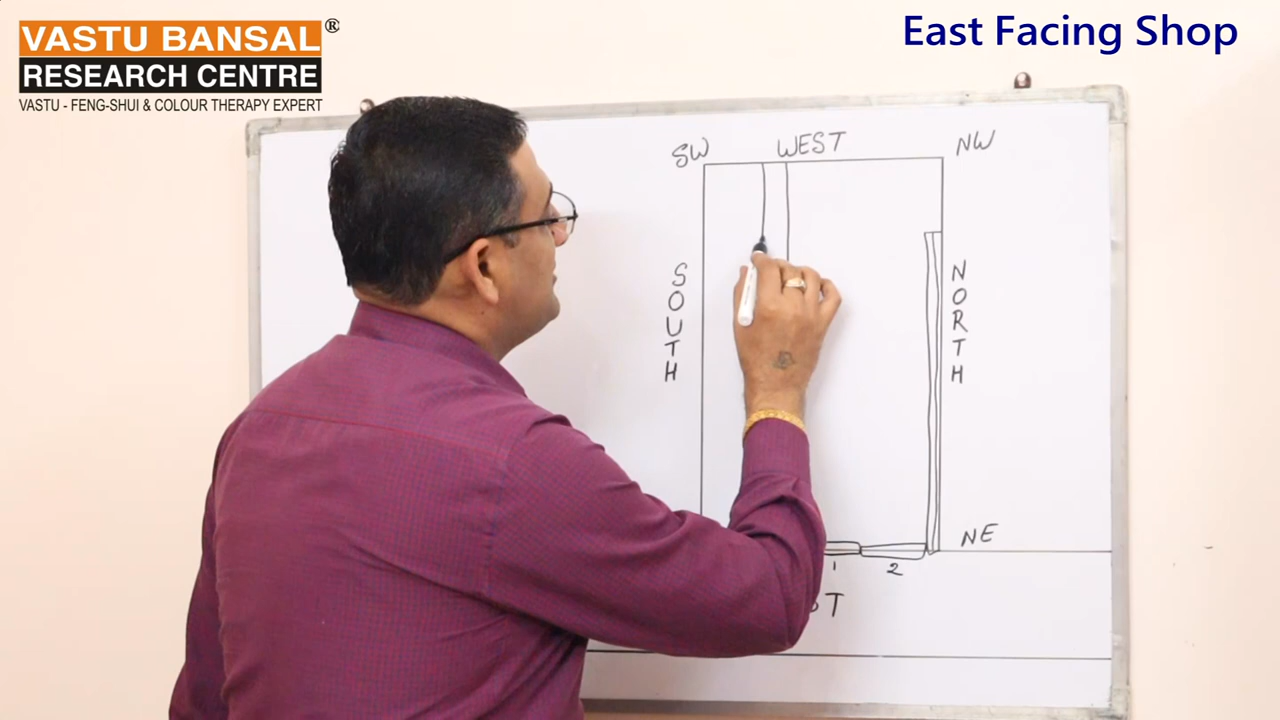 VASTU BANSAL®
RESEARCH CENTRE
VASTU - FENG-SHUI & COLOUR THERAPY EXPERT
East Facing Shop
SW WEST NW
SOUTH
NORTH
NE
1 2